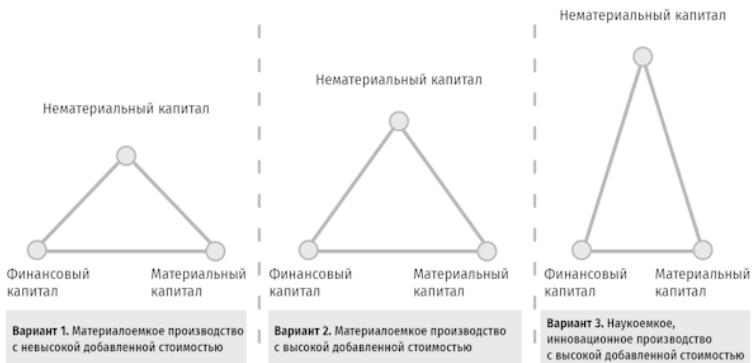 Нематериальный капитал
Финансовый
капитал
Материальный
капитал
Вариант 1. Материалоемкое производство
с невысокой добавленной стоимостью
Нематериальный капитал
Финансовый
капитал
Материальный
капитал
Вариант 2. Материалоемкое производство
с высокой добавленной стоимостью
Нематериальный капитал
Финансовый
капитал
Материальный
капитал
Вариант 3. Наукоемкое,
инновационное производство
с высокой добавленной стоимостью